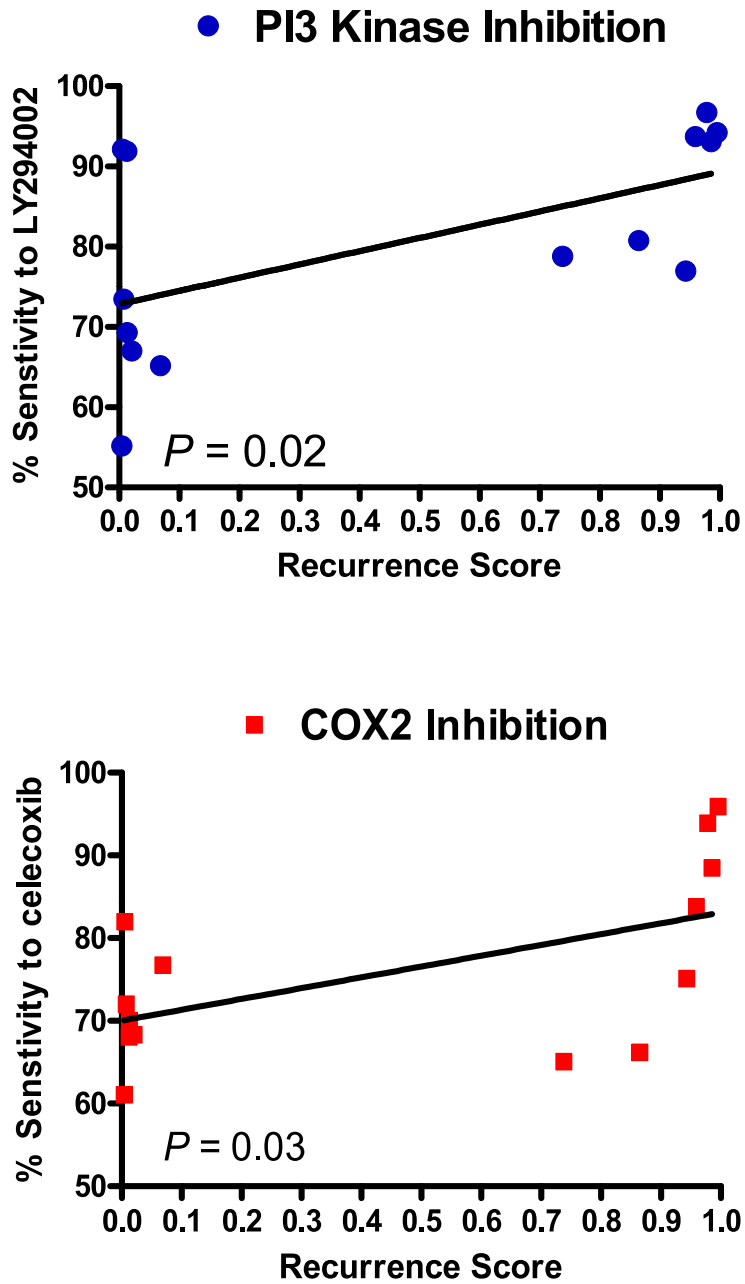 PI3 Kinase Inhibition
% Senstivity to LY294002
100
90
80
70
60
50
P = 0.02
0.0 0.1 0.2 0.3 0.4 0.5 0.6 0.7 0.8 0.9 1.0
Recurrence Score
COX2 Inhibition
% Senstivity to celecoxib
100
90
80
70
60
50
P = 0.03
0.0 0.1 0.2 0.3 0.4 0.5 0.6 0.7 0.8 0.9 1.0
Recurrence Score